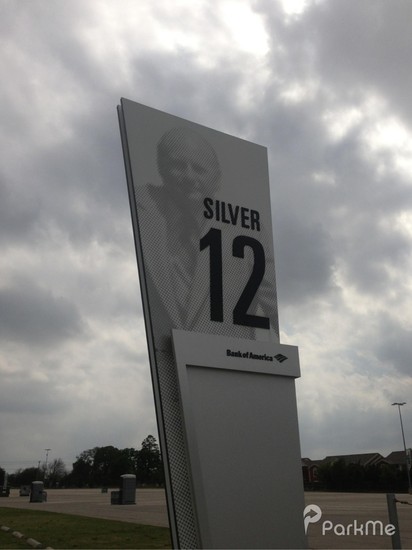 SILVER
12
Bank of America
ParkMe